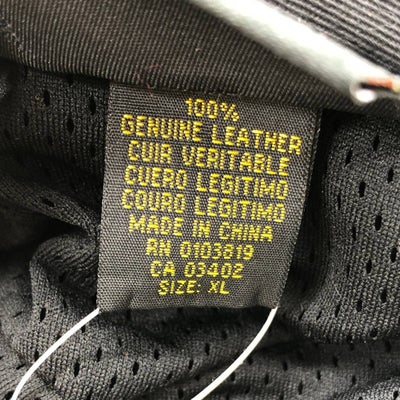 100%
GENUINE LEATHER
CUIR VERITABLE
CUERO LEGITIMO
COURO LEGITIMO
MADE IN CHINA
RN 0103819
CA 03402
SIZE: XL